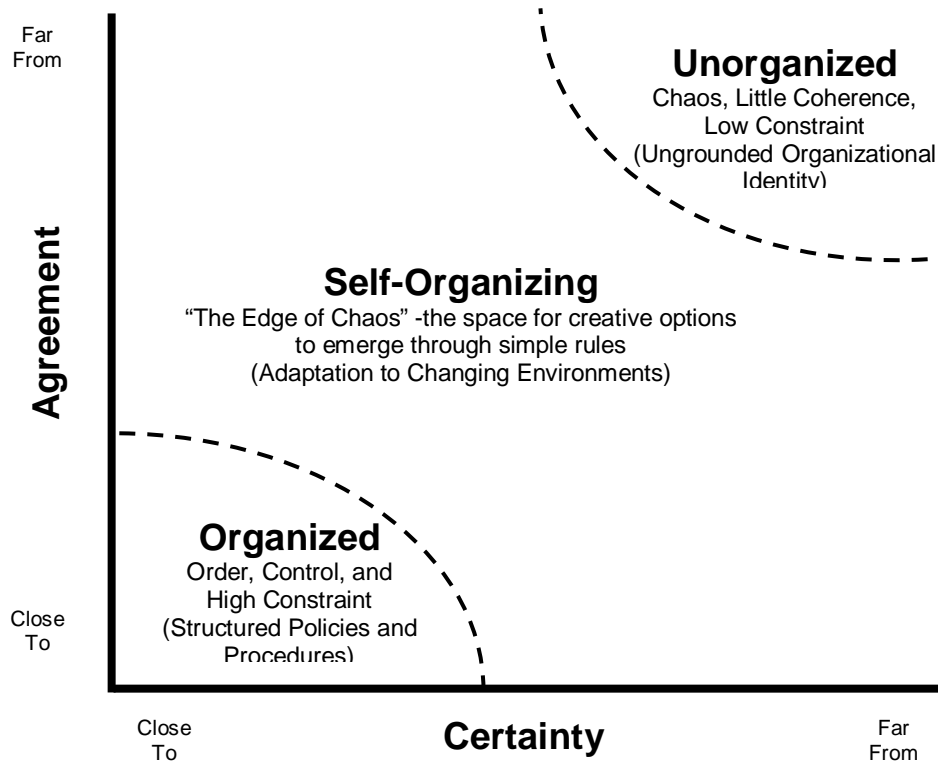 Far
From
Unorganized
Chaos, Little Coherence,
Low Constraint
(Ungrounded Organizational
Identity)
Agreement
Self-Organizing
“The Edge of Chaos” -the space for creative options
to emerge through simple rules
(Adaptation to Changing Environments)
Organized
Order, Control, and
High Constraint
(Structured Policies and
Procedures)
Close
To
Close
To
Certainty
Far
From